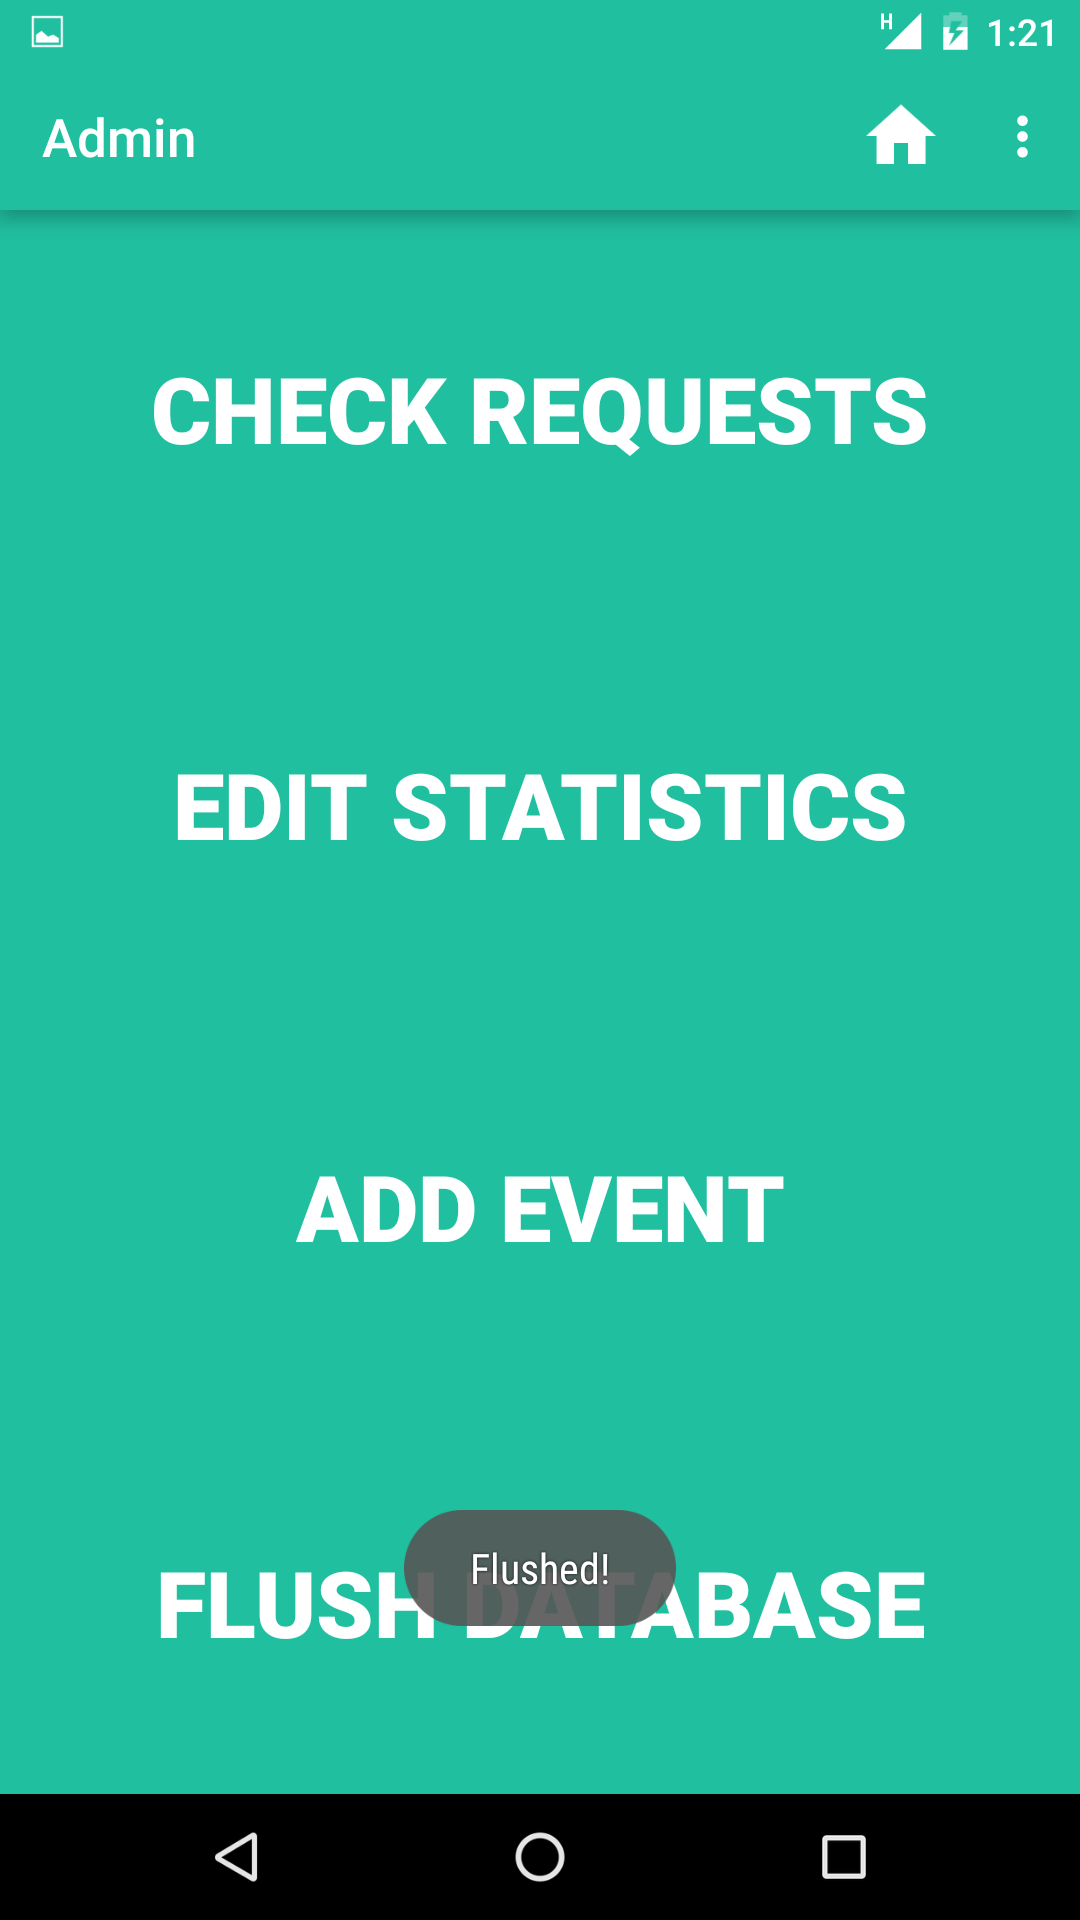 H 1:21
Admin
CHECK REQUESTS
EDIT STATISTICS
ADD EVENT
Flushed!
FLUSH DATABASE